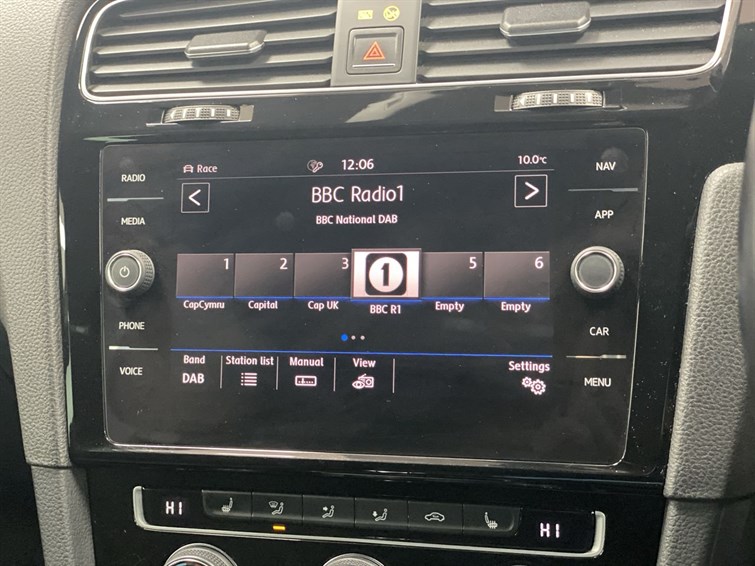 Race 12:06 10.0°C
RADIO NAV
< BBC Radio1 >
MEDIA BBC National DAB APP
1 2 3 1 5 6
CapCymru Capital Cap UK BBC R1 Empty Empty
PHONE CAR
Band Station list Manual View Settings
VOICE DAB MENU
HI HI